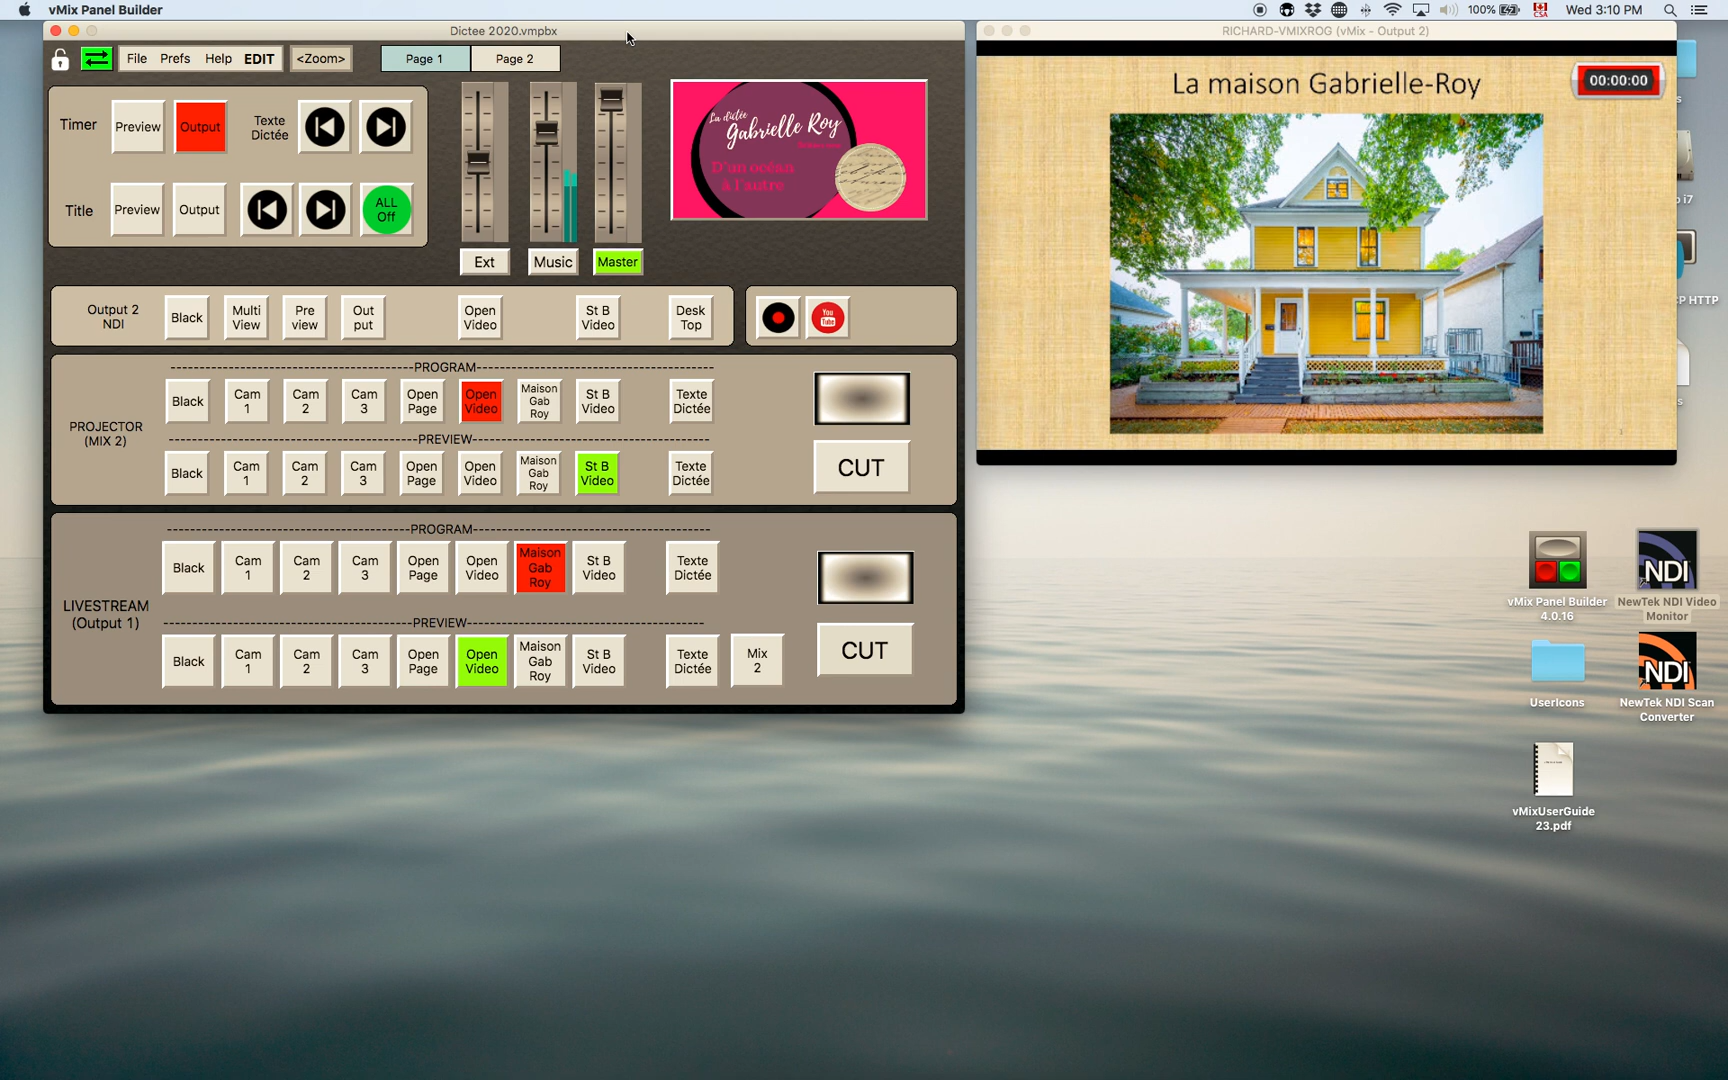 vMix Panel Builder
100%
Wed 3:10 PM
Dictee 2020.vmpbx
File Prefs Help EDIT <Zoom> Page 1 Page 2
Timer Preview Output Texte
Dictée
Title Preview Output ALL
Off
Ext Music Master
La dictée
Gabrielle Roy
D'un océan
à l'autre
Output 2
NDI
Black
Multi
View
Pre
view
Out
put
Open
Video
St B
Video
Desk
Top
You
Tube
PROJECTOR
(MIX 2)
PROGRAM
Black
Cam
1
Cam
2
Cam
3
Open
Page
Open
Video
Maison
Gab
Roy
St B
Video
Texte
Dictée
PREVIEW
Black
Cam
1
Cam
2
Cam
3
Open
Page
Open
Video
Maison
Gab
Roy
St B
Video
Texte
Dictée
CUT
LIVESTREAM
(Output 1)
PROGRAM
Black
Cam
1
Cam
2
Cam
3
Open
Page
Open
Video
Maison
Gab
Roy
St B
Video
Texte
Dictée
PREVIEW
Black
Cam
1
Cam
2
Cam
3
Open
Page
Open
Video
Maison
Gab
Roy
St B
Video
Texte
Dictée
Mix
2
CUT
RICHARD-VMIXROG (vMix - Output 2)
La maison Gabrielle-Roy
00:00:00
i7
HTTP
vMix Panel Builder
4.0.16
NDI
NewTek NDI Video
Monitor
UserIcons
NDI
NewTek NDI Scan
Converter
vMixUserGuide
23.pdf